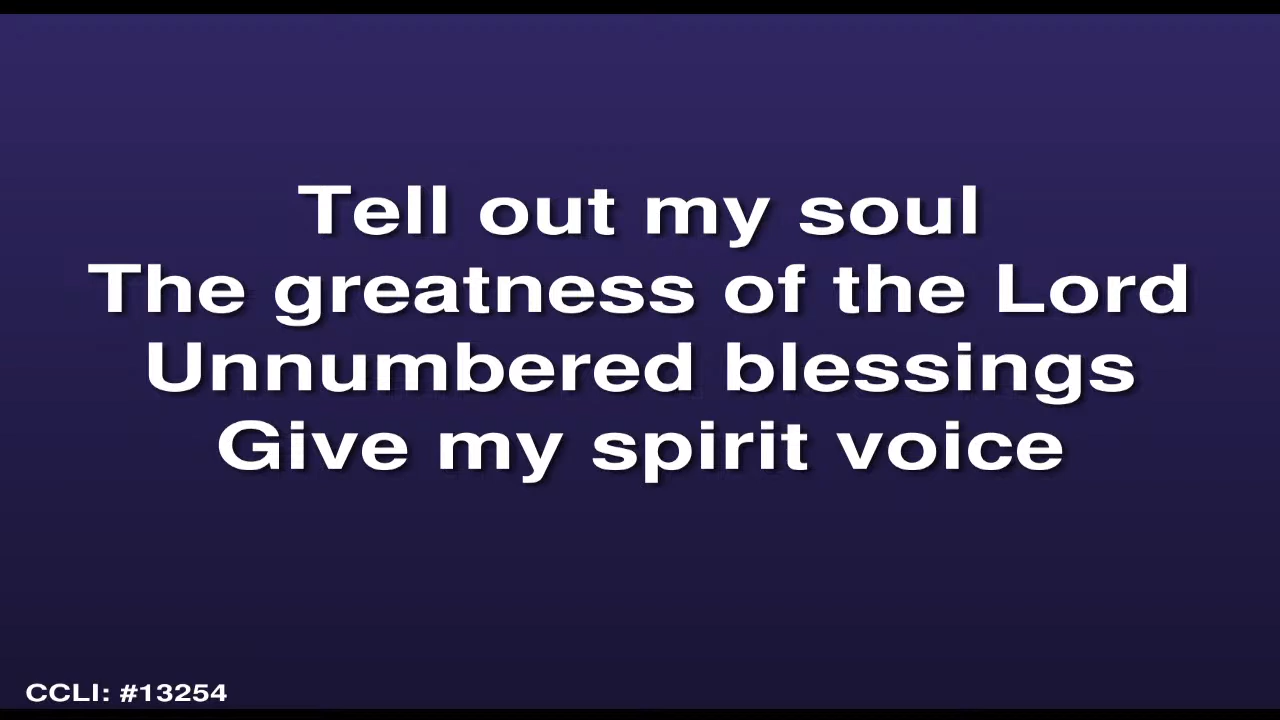 Tell out my soul
The greatness of the Lord
Unnumbered blessings
Give my spirit voice
CCLI: #13254